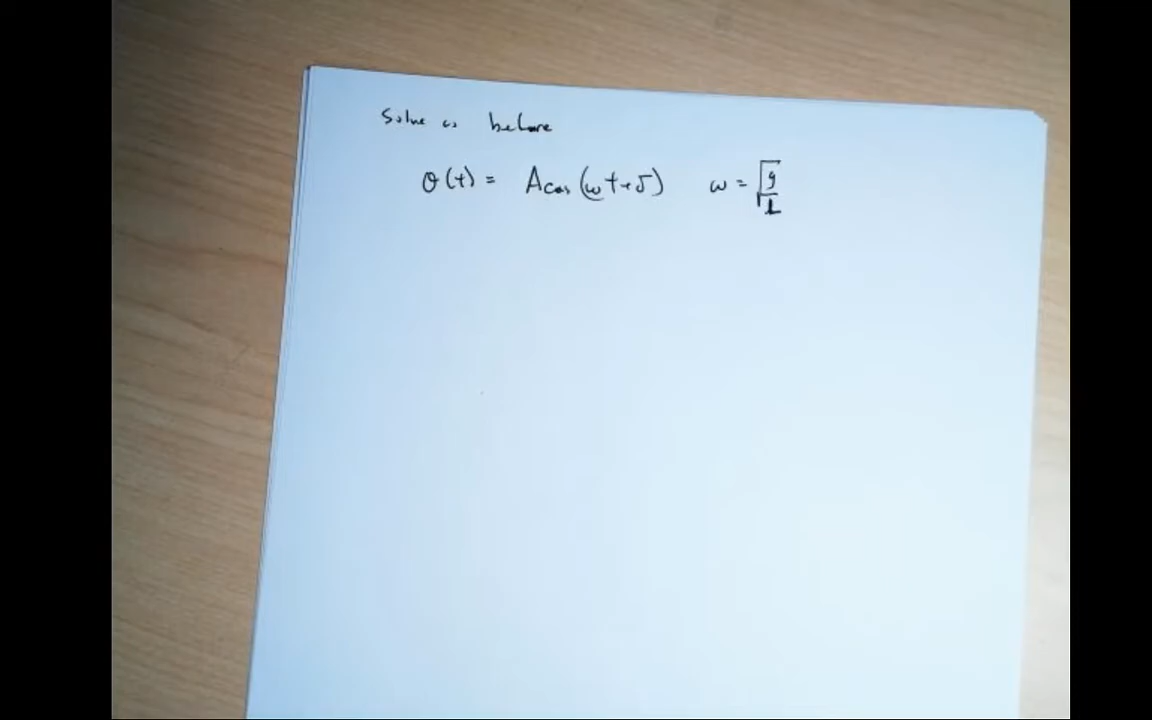 Solve as before
θ(t) = A cos (ωt + δ) ω = √(g/L)